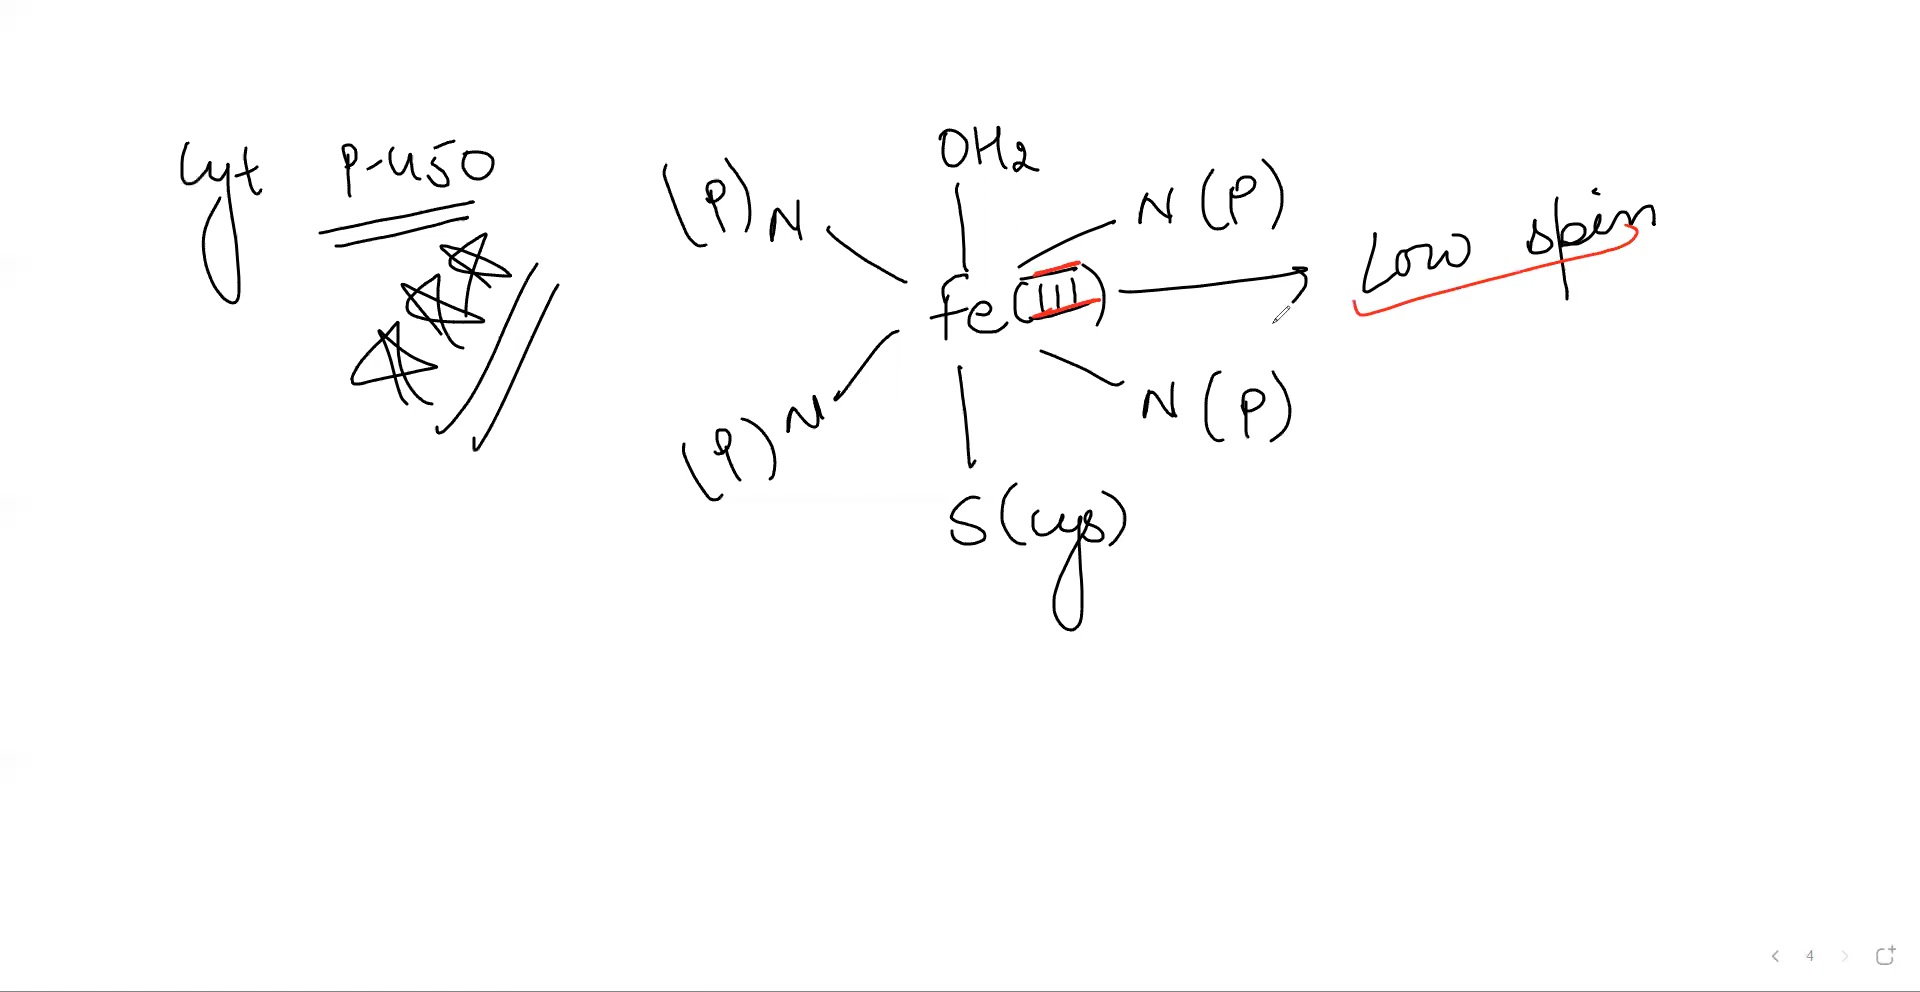 Cyt P-450
OH2
(P) N
N (P)
Fe (III)
Low spin
(P) N
N (P)
S (cys)
4